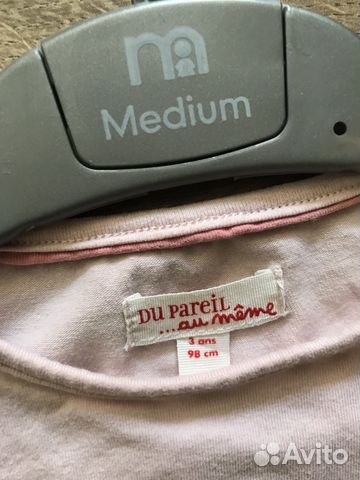 m
Medium
DU PAREIL
...au même
3 ans
98 cm
Avito